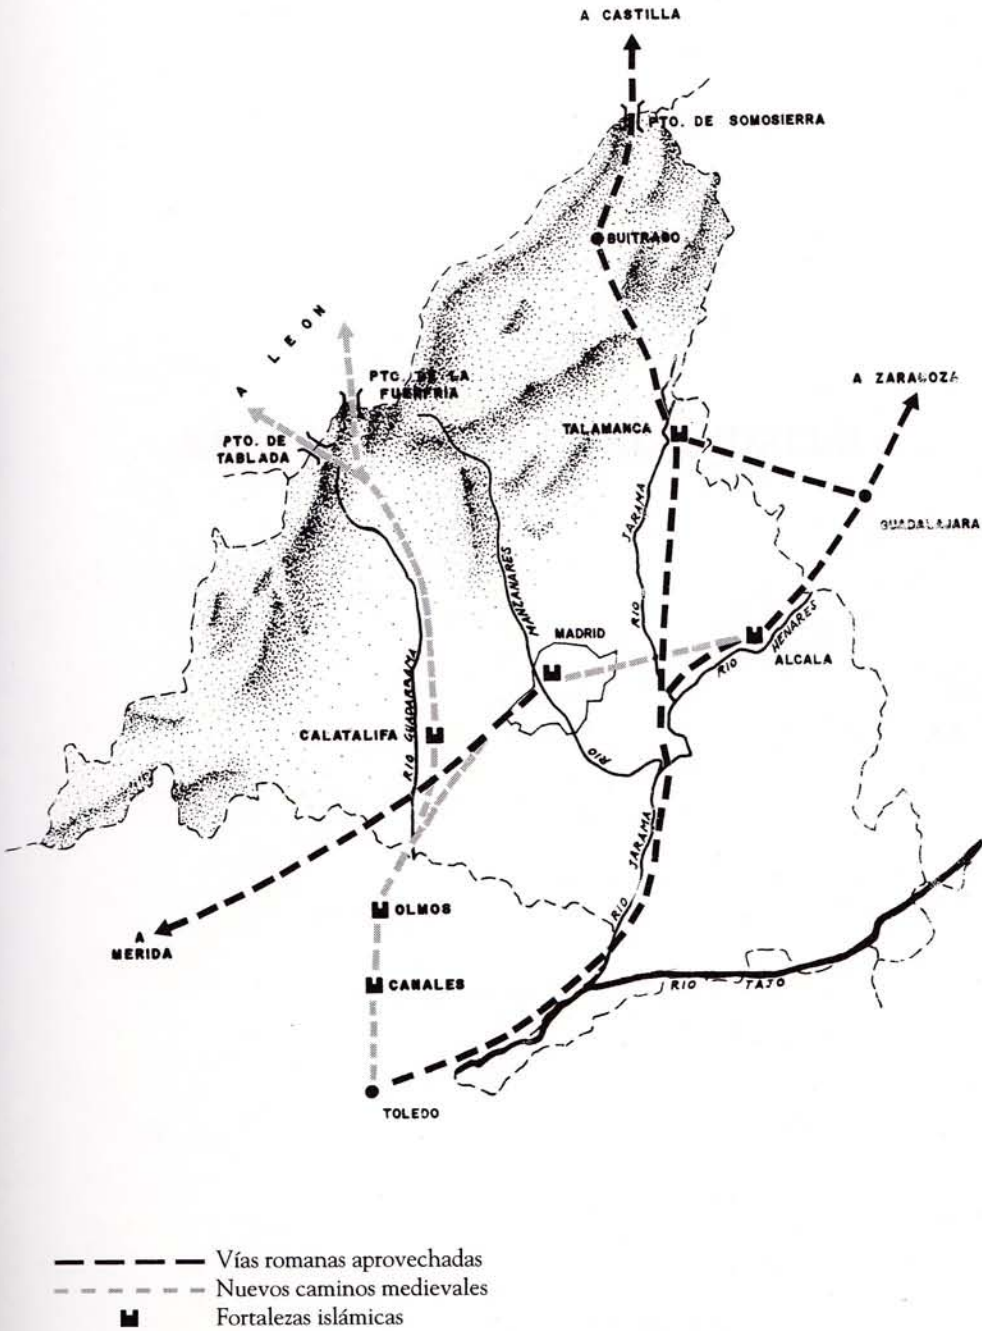 A CASTILLA
PTO. DE SOMOSIERRA
BUITRAGO
A LEON
PTO. DE LA
FUENFRIA
A ZARAGOZA
PTO. DE
TABLADA
TALAMANCA
GUADALAJARA
RIO JARAMA
MANZANARES
MADRID
RIO HENARES
ALCALA
RIO GUADARRAMA
CALATALIFA
RIO
RIO JARAMA
OLMOS
A
MERIDA
CANALES
RIO TAJO
TOLEDO
Vías romanas aprovechadas
Nuevos caminos medievales
Fortalezas islámicas